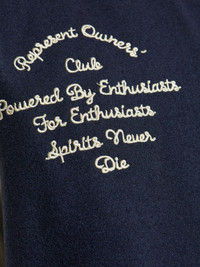 Represent Owners'
Club
Powered By Enthusiasts
For Enthusiasts
Spirits Never
Die